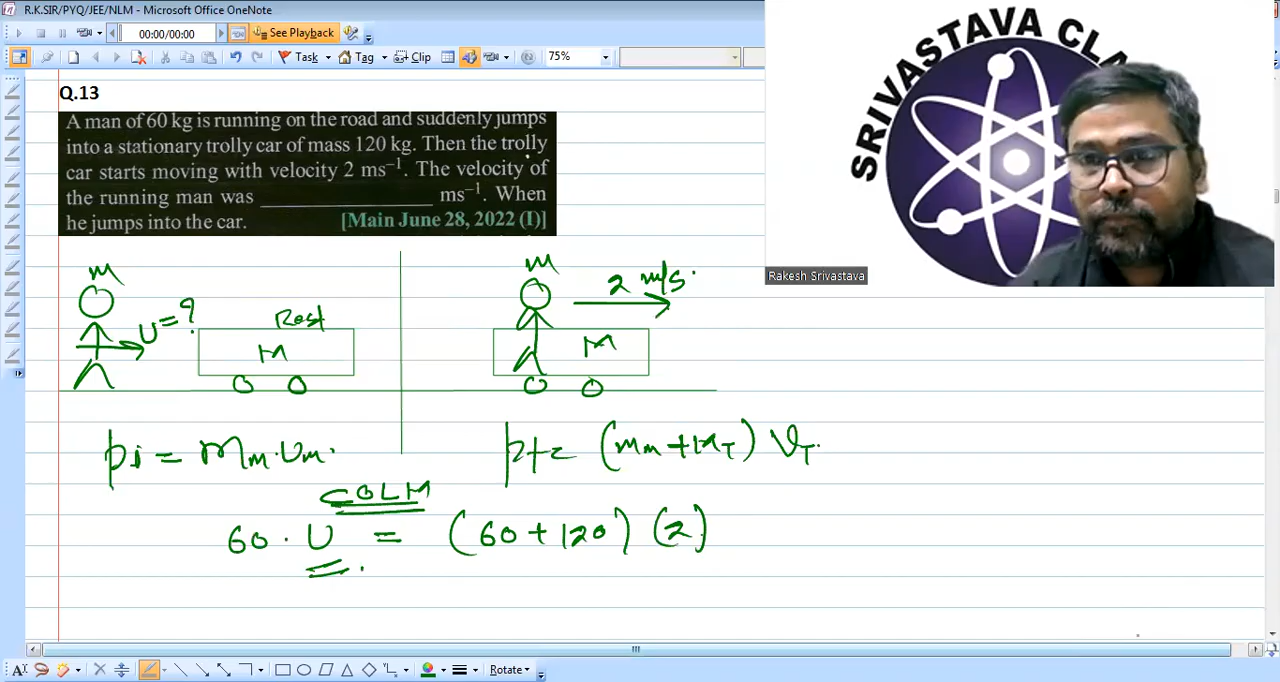 R.K.SIR/PYQ/JEE/NLM - Microsoft Office OneNote
00:00/00:00 See Playback
Task Tag Clip 75%
SRIVASTAVA CLA
Q.13
A man of 60 kg is running on the road and suddenly jumps
into a stationary trolly car of mass 120 kg. Then the trolly
car starts moving with velocity 2 ms⁻¹. The velocity of
the running man was ____________ ms⁻¹. When
he jumps into the car. [Main June 28, 2022 (I)]
Rakesh Srivastava
m
U = ?
Rest
M
m
2 m/s.
M
pi = Mm.Um.
pf = (mm + MT) VT.
COLM
60 . U = (60 + 120) (2)
Rotate